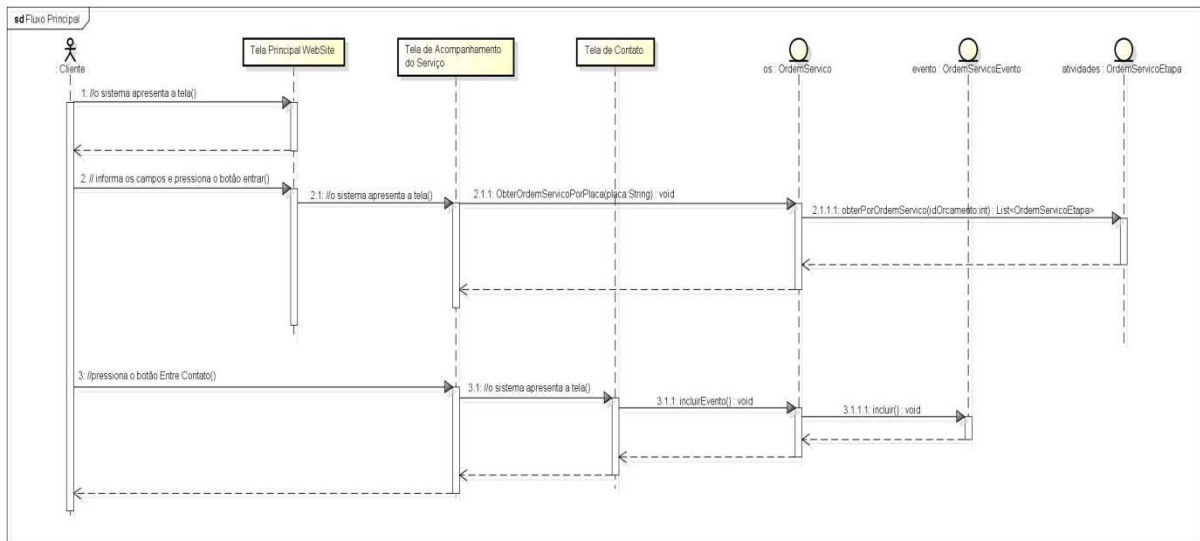 sd Fluxo Principal
: Cliente
Tela Principal WebSite
Tela de Acompanhamento
do Serviço
Tela de Contato
os : OrdemServico
evento : OrdemServicoEvento
atividades : OrdemServicoEtapa
1: //o sistema apresenta a tela()
2: // informa os campos e pressiona o botão entrar()
2.1: //o sistema apresenta a tela()
2.1.1: ObterOrdemServicoPorPlaca(placa:String) : void
2.1.1.1: obterPorOrdemServico(idOrcamento:int) : List<OrdemServicoEtapa>
3: //pressiona o botão Entre Contato()
3.1: //o sistema apresenta a tela()
3.1.1: incluirEvento() : void
3.1.1.1: incluir() : void